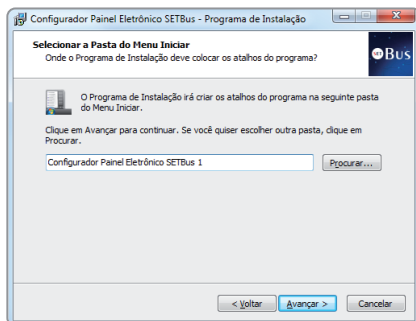 Configurador Painel Eletrônico SETBus - Programa de Instalação
Selecionar a Pasta do Menu Iniciar
Onde o Programa de Instalação deve colocar os atalhos do programa?
SET Bus
O Programa de Instalação irá criar os atalhos do programa na seguinte pasta
do Menu Iniciar.
Clique em Avançar para continuar. Se você quiser escolher outra pasta, clique em
Procurar.
Configurador Painel Eletrônico SETBus 1
Procurar...
< Voltar
Avançar >
Cancelar